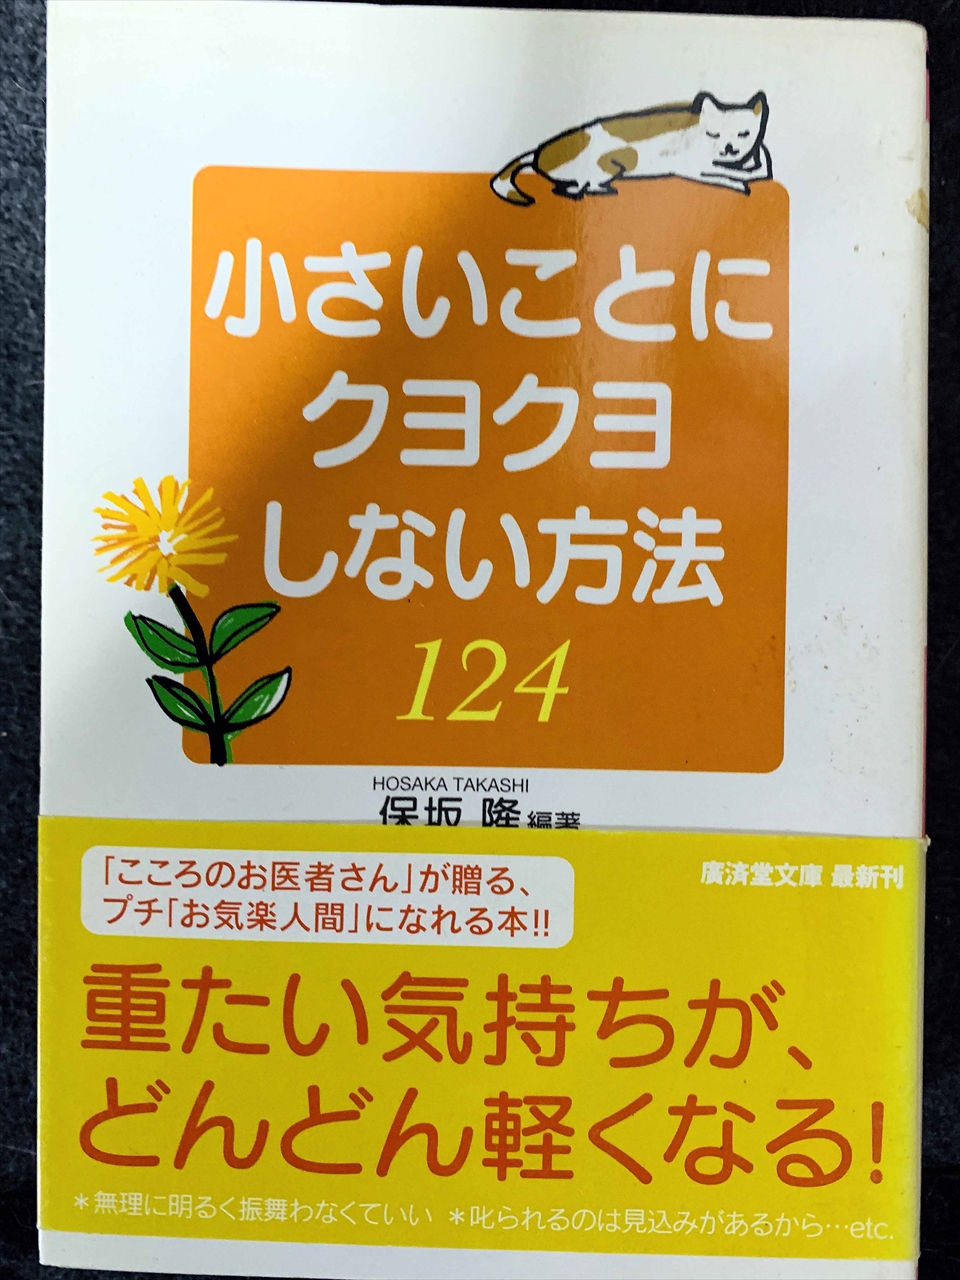 小さいことに
クヨクヨ
しない方法
124
HOSAKA TAKASHI
保坂 隆 編著
「こころのお医者さん」が贈る、
プチ「お気楽人間」になれる本!!
廣済堂文庫 最新刊
重たい気持ちが、
どんどん軽くなる!
＊無理に明るく振舞わなくていい ＊叱られるのは見込みがあるから…etc.